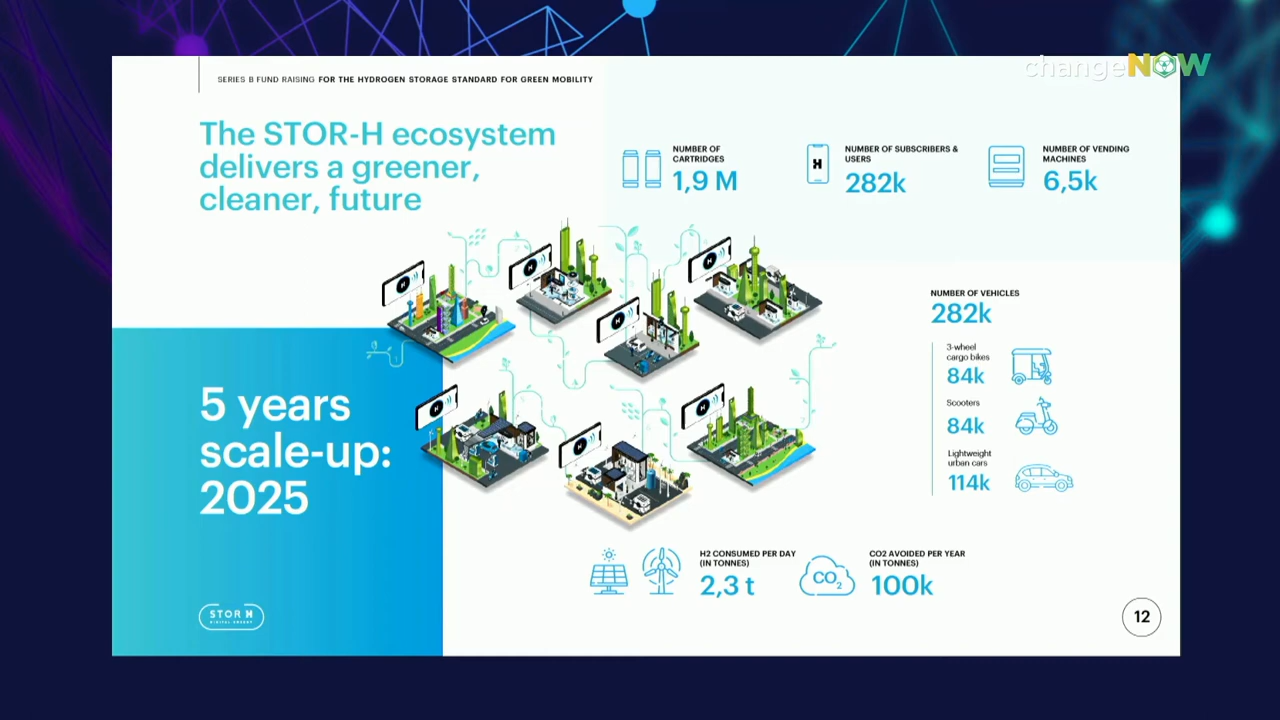 SERIES B FUND RAISING FOR THE HYDROGEN STORAGE STANDARD FOR GREEN MOBILITY
changeNOW
The STOR-H ecosystem
delivers a greener,
cleaner, future
NUMBER OF
CARTRIDGES
1,9 M
H
NUMBER OF SUBSCRIBERS &
USERS
282k
NUMBER OF VENDING
MACHINES
6,5k
NUMBER OF VEHICLES
282k
3-wheel
cargo bikes
84k
Scooters
84k
Lightweight
urban cars
114k
5 years
scale-up:
2025
H2 CONSUMED PER DAY
(IN TONNES)
2,3 t
CO2
CO2 AVOIDED PER YEAR
(IN TONNES)
100k
STOR H
DIGITAL ENERGY
12